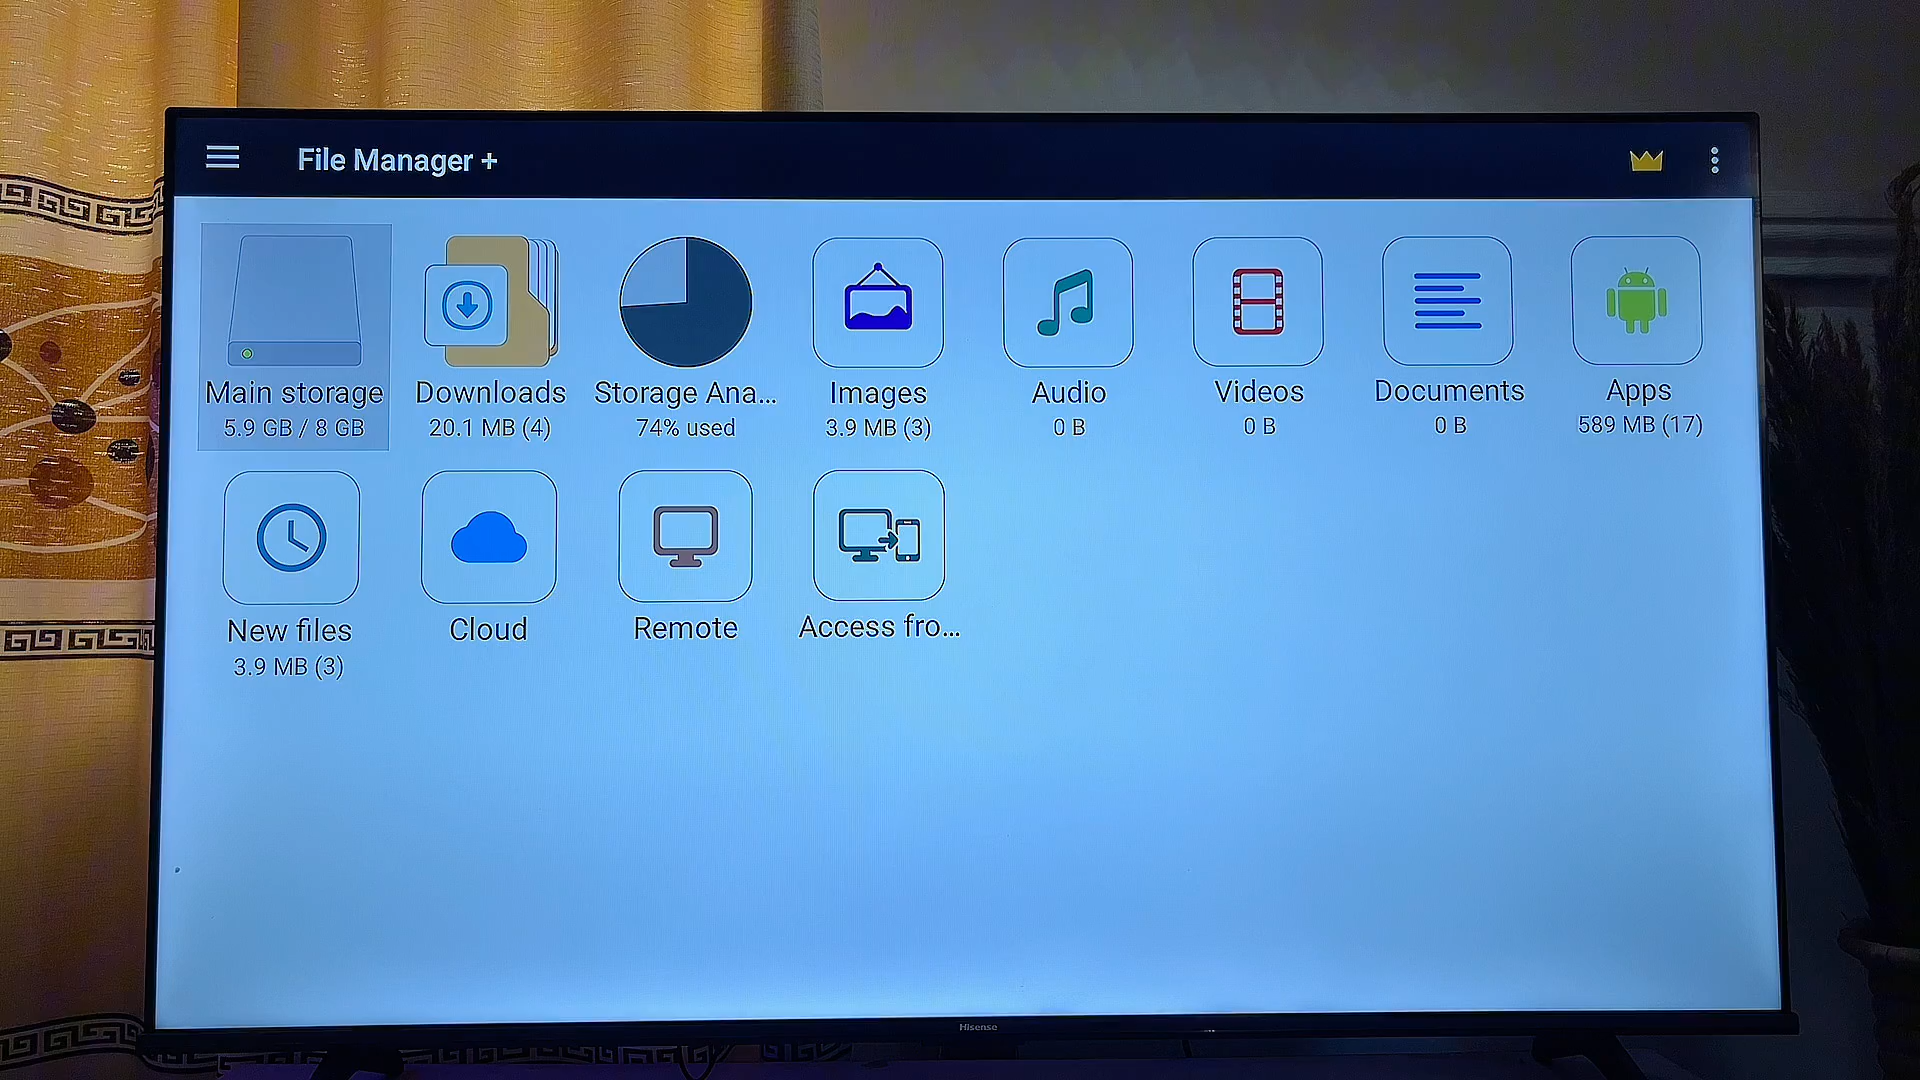 File Manager +
Main storage
5.9 GB / 8 GB
Downloads
20.1 MB (4)
Storage Ana...
74% used
Images
3.9 MB (3)
Audio
0 B
Videos
0 B
Documents
0 B
Apps
589 MB (17)
New files
3.9 MB (3)
Cloud
Remote
Access fro...
Hisense